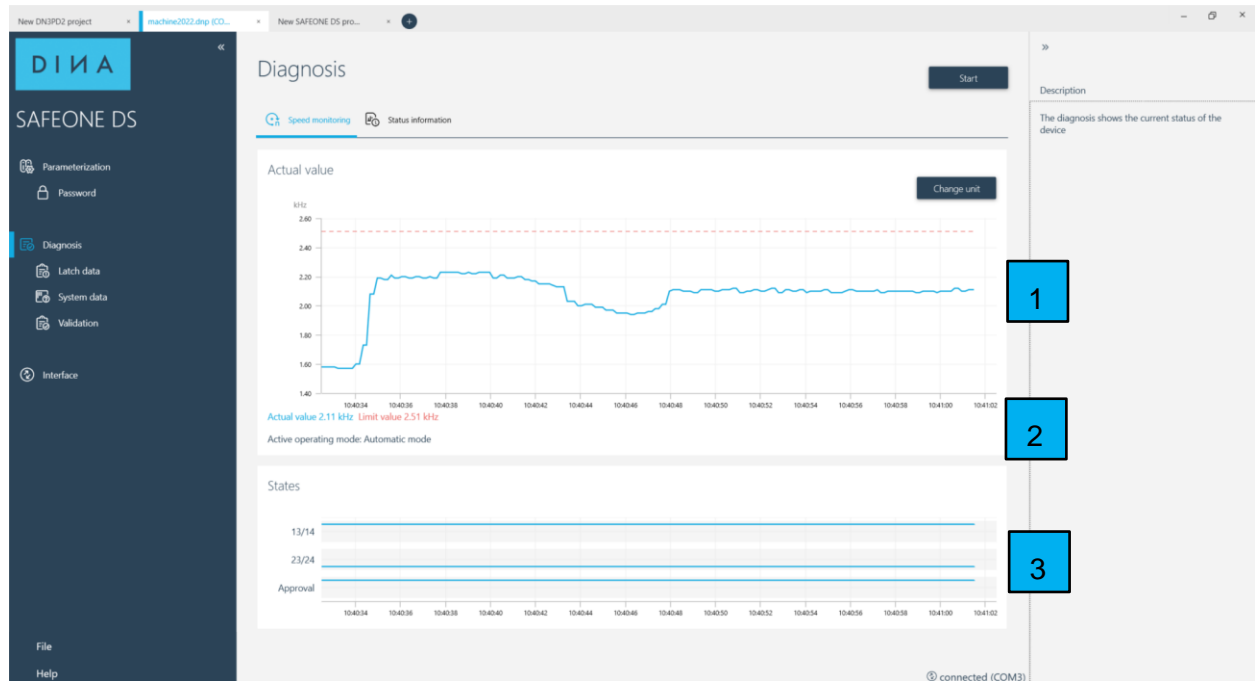 New DN3PD2 project × machine2022.dnp (CO... × New SAFEONE DS pro... × +
DINA
«
SAFEONE DS
Parameterization
Password
Diagnosis
Latch data
System data
Validation
Interface
File
Help
Diagnosis
Start
Speed monitoring Status information
Actual value
Change unit
kHz
2.60
2.40
2.20
2.00
1.80
1.60
1.40
10:40:34 10:40:36 10:40:38 10:40:40 10:40:42 10:40:44 10:40:46 10:40:48 10:40:50 10:40:52 10:40:54 10:40:56 10:40:58 10:41:00 10:41:02
Actual value 2.11 kHz Limit value 2.51 kHz
Active operating mode: Automatic mode
States
13/14
23/24
Approval
10:40:34 10:40:36 10:40:38 10:40:40 10:40:42 10:40:44 10:40:46 10:40:48 10:40:50 10:40:52 10:40:54 10:40:56 10:40:58 10:41:00 10:41:02
connected (COM3)
1
2
3
»
Description
The diagnosis shows the current status of the
device